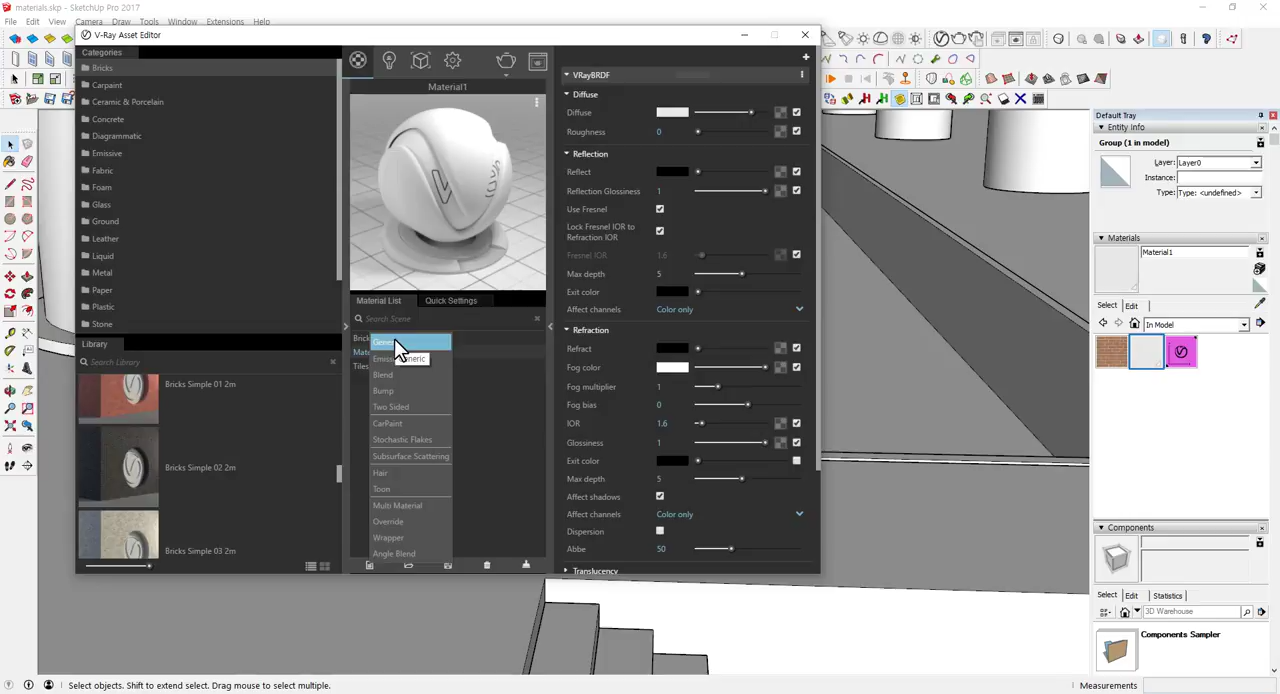 materials.skp - SketchUp Pro 2017
File Edit View Camera Draw Tools Window Extensions Help
V-Ray Asset Editor
Categories
Bricks
Carpaint
Ceramic & Porcelain
Concrete
Diagrammatic
Emissive
Fabric
Foam
Glass
Ground
Leather
Liquid
Metal
Paper
Plastic
Stone
Library
Search Library
Bricks Simple 01 2m
Bricks Simple 02 2m
Bricks Simple 03 2m
Material1
Material List
Quick Settings
Search Scene
Emiss
Blend
Bump
Two Sided
CarPaint
Stochastic Flakes
Subsurface Scattering
Hair
Toon
Multi Material
Override
Wrapper
Angle Blend
VRayBRDF
Diffuse
Diffuse
Roughness 0
Reflection
Reflect
Reflection Glossiness 1
Use Fresnel
Lock Fresnel IOR to
Refraction IOR
Fresnel IOR 1.6
Max depth 5
Exit color
Affect channels Color only
Refraction
Refract
Fog color
Fog multiplier 1
Fog bias 0
IOR 1.6
Glossiness 1
Exit color
Max depth 5
Affect shadows
Affect channels Color only
Dispersion
Abbe 50
Translucency
Default Tray
Entity Info
Group (1 in model)
Layer: Layer0
Instance:
Type: Type: <undefined>
Materials
Material1
Select Edit
In Model
Components
Select Edit Statistics
3D Warehouse
Components Sampler
Select objects. Shift to extend select. Drag mouse to select multiple.
Measurements